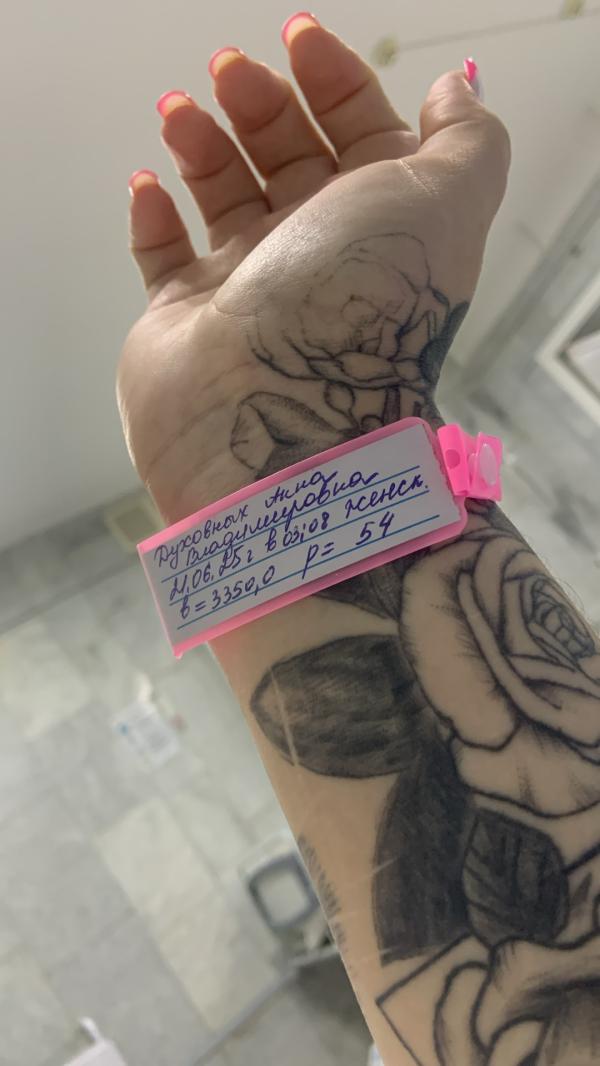 Духовных Анна
Владимировна
21,06,25г в 03;08 женск.
в=3350,0 р= 54